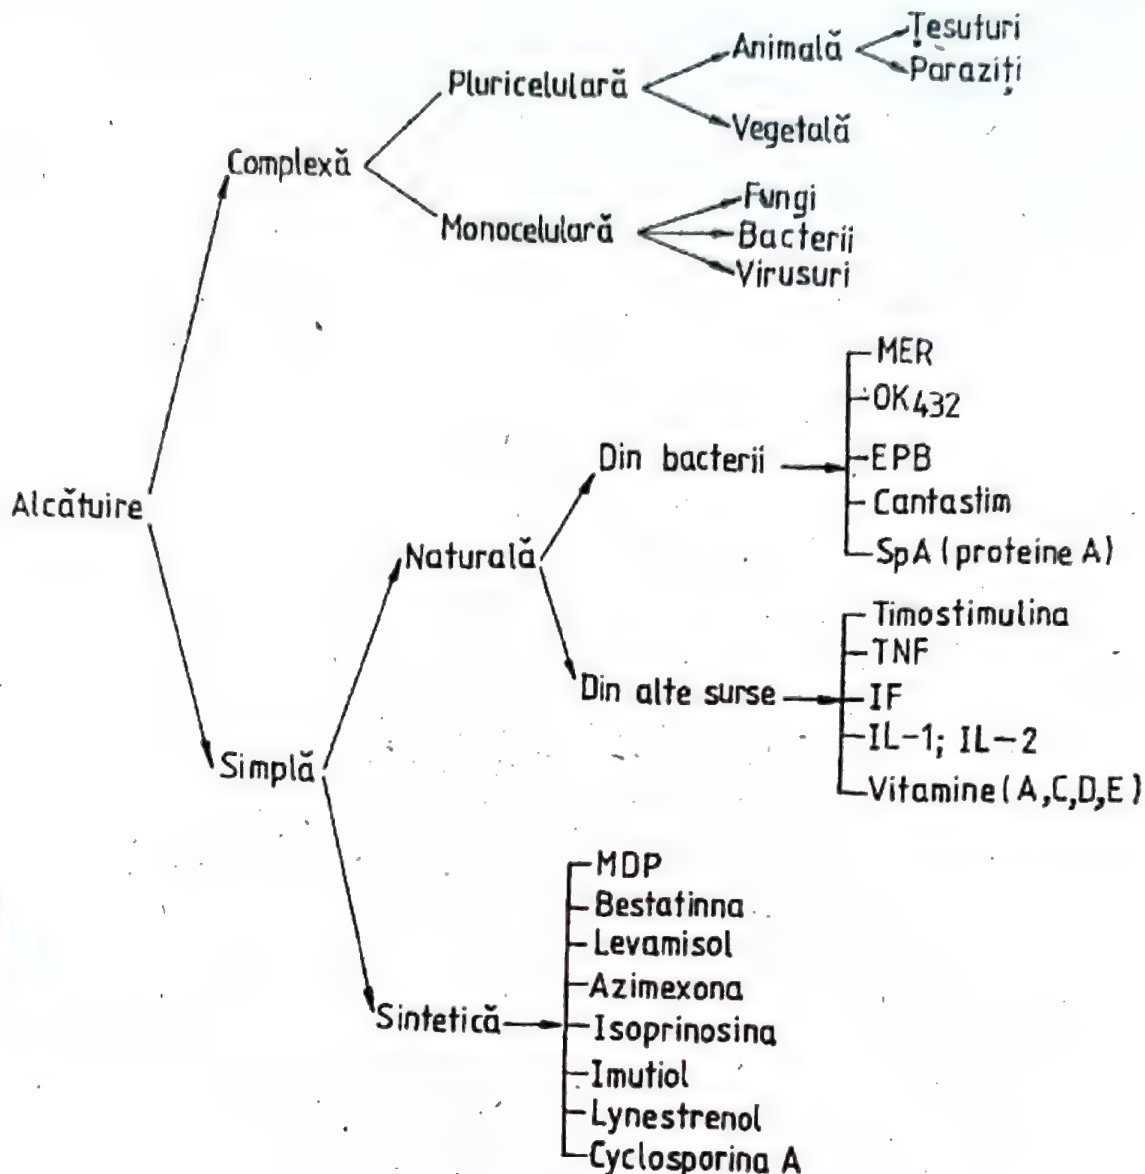 Țesuturi
Animală
Paraziți
Pluricelulară
Vegetală
Complexă
Fungi
Monocelulară
Bacterii
Virusuri
MER
OK432
Din bacterii
EPB
Cantastim
Alcătuire
SpA (proteine A)
Naturală
Timostimulina
TNF
Din alte surse
IF
IL-1; IL-2
Simplă
Vitamine (A,C,D,E)
MDP
Bestatinna
Levamisol
Azimexona
Sintetică
Isoprinosina
Imutiol
Lynestrenol
Cyclosporina A